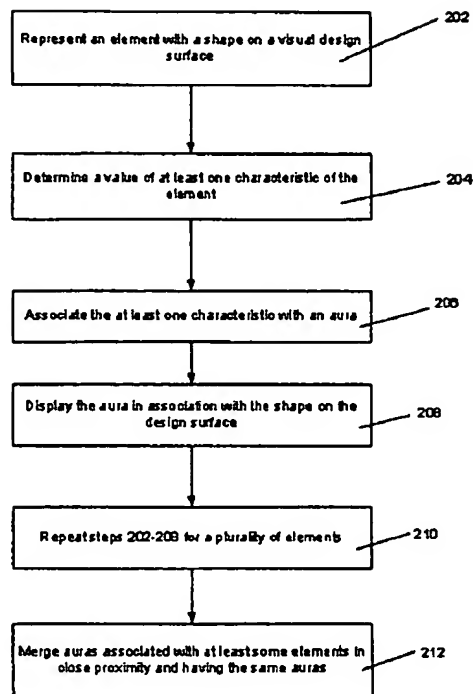 Represent an element with a shape on a visual design
surface
202
Determine a value of at least one characteristic of the
element
204
Associate the at least one characteristic with an aura
206
Display the aura in association with the shape on the
design surface
208
Repeat steps 202-208 for a plurality of elements
210
Merge auras associated with at least some elements in
close proximity and having the same auras
212